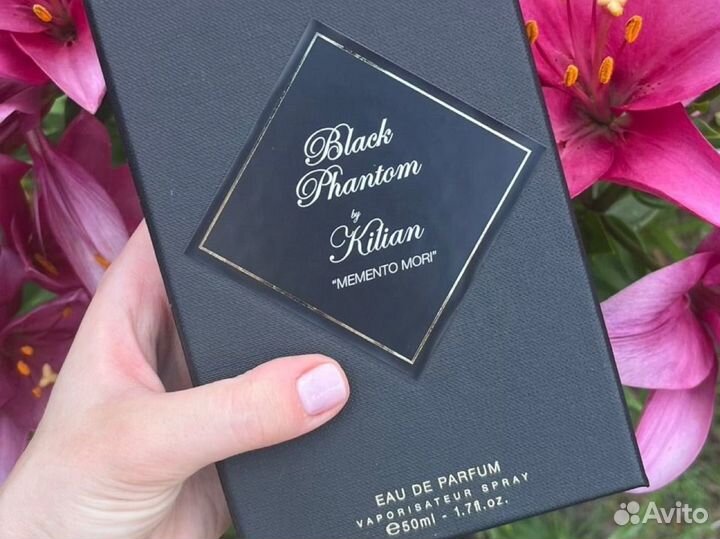 Black
Phantom
by
Kilian
"MEMENTO MORI"
EAU DE PARFUM
VAPORISATEUR SPRAY
℮50ml - 1.7fl.oz.
Avito